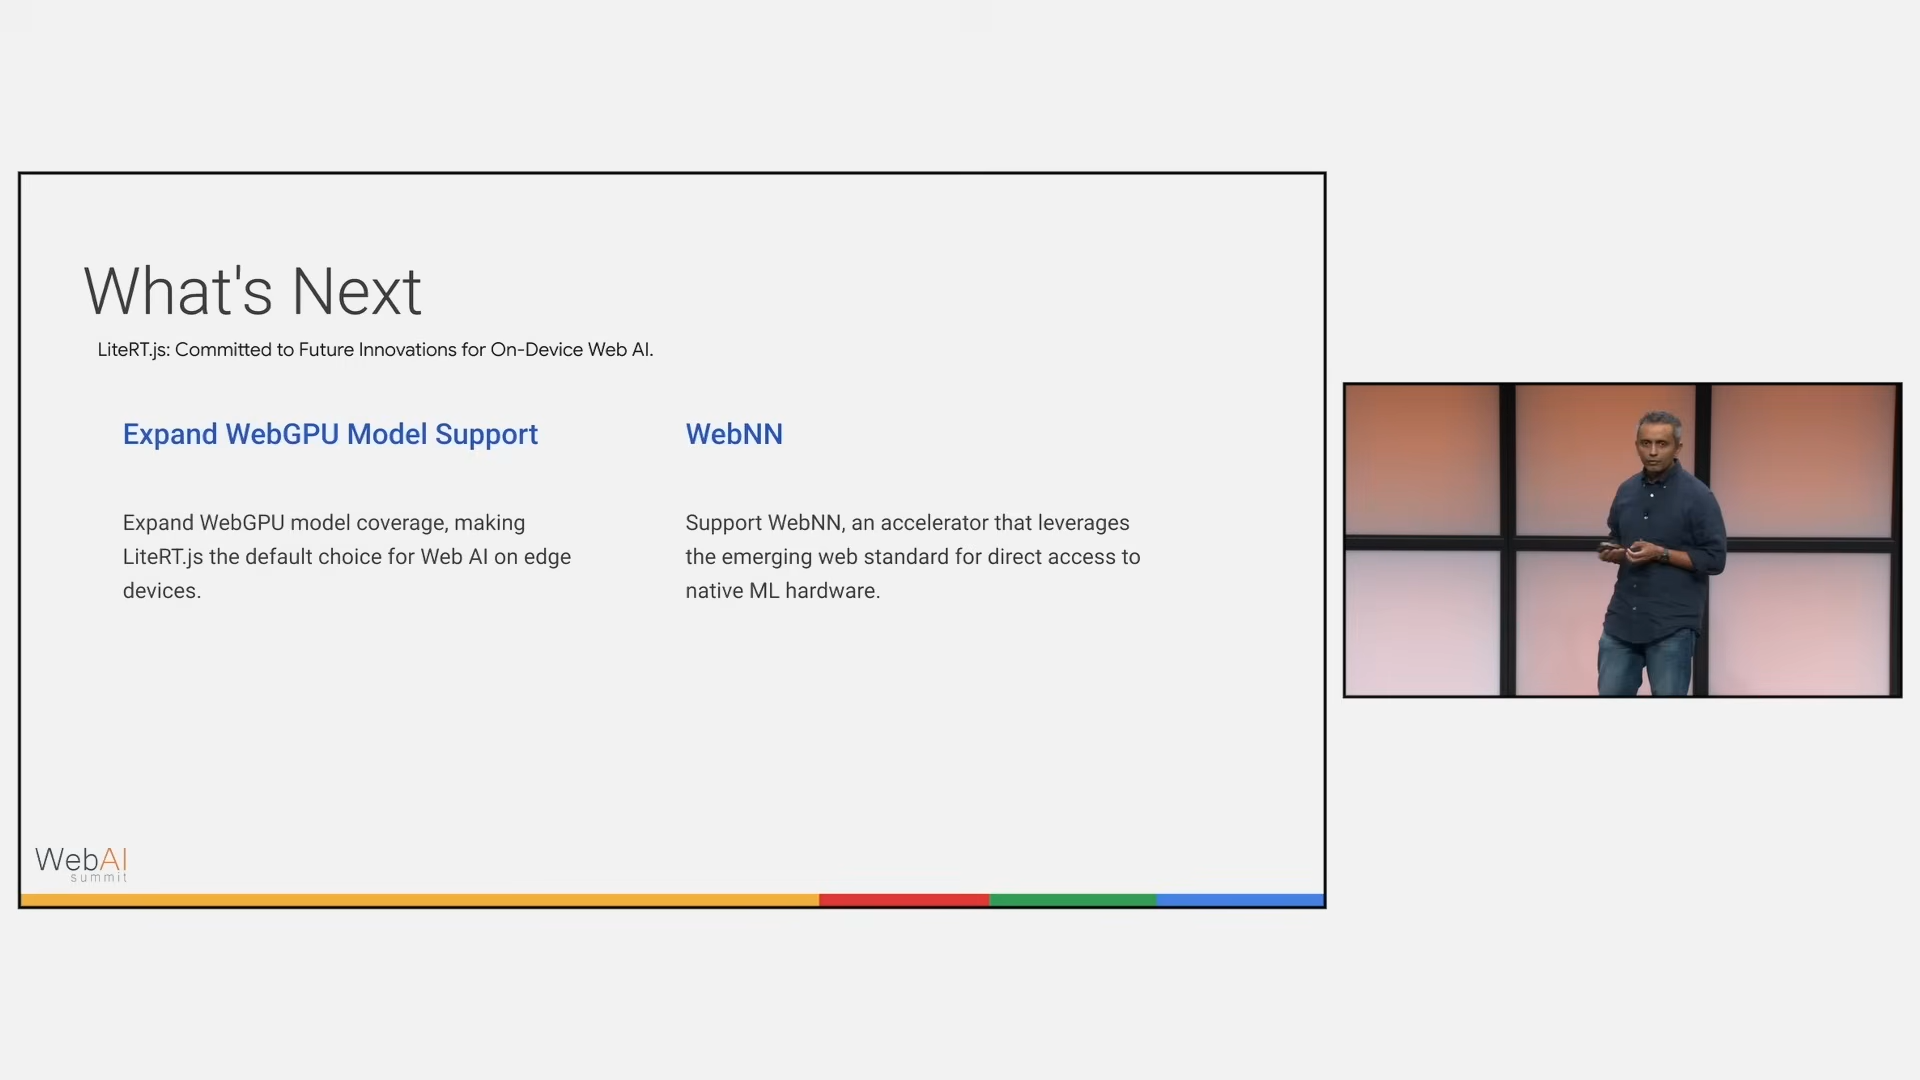 What's Next
LiteRT.js: Committed to Future Innovations for On-Device Web AI.
Expand WebGPU Model Support
Expand WebGPU model coverage, making
LiteRT.js the default choice for Web AI on edge
devices.
WebNN
Support WebNN, an accelerator that leverages
the emerging web standard for direct access to
native ML hardware.
WebAI
summit